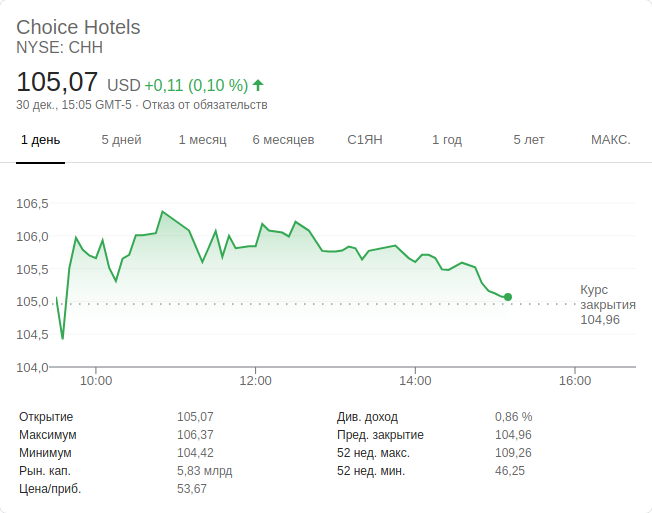 Choice Hotels
NYSE: CHH
105,07 USD +0,11 (0,10 %)
30 дек., 15:05 GMT-5 · Отказ от обязательств
1 день 5 дней 1 месяц 6 месяцев С1ЯН 1 год 5 лет МАКС.
106,5
106,0
105,5
105,0
104,5
104,0
Курс
закрытия
104,96
10:00 12:00 14:00 16:00
Открытие 105,07 Див. доход 0,86 %
Максимум 106,37 Пред. закрытие 104,96
Минимум 104,42 52 нед. макс. 109,26
Рын. кап. 5,83 млрд 52 нед. мин. 46,25
Цена/приб. 53,67